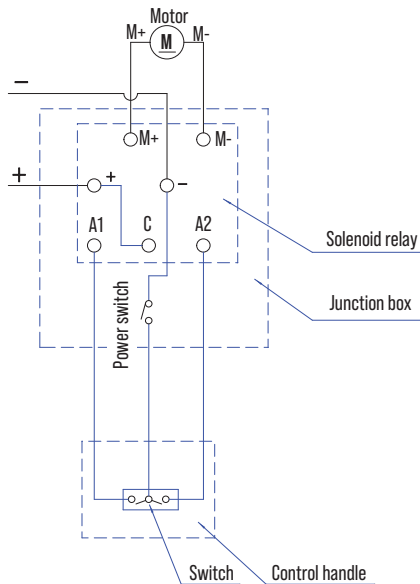 Motor
M+ M M-
−
M+ M-
+ + −
A1 C A2
Solenoid relay
Junction box
Power switch
Switch Control handle